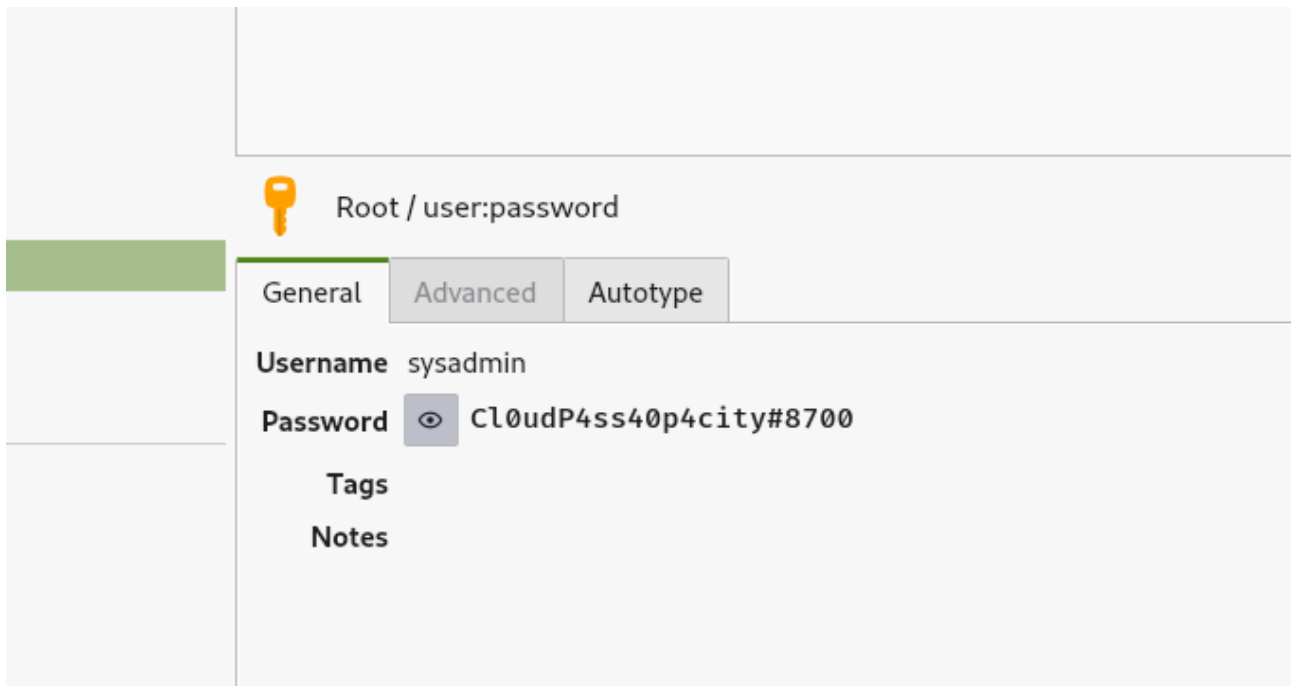 Root / user:password
General Advanced Autotype
Username sysadmin
Password Cl0udP4ss40p4city#8700
Tags
Notes